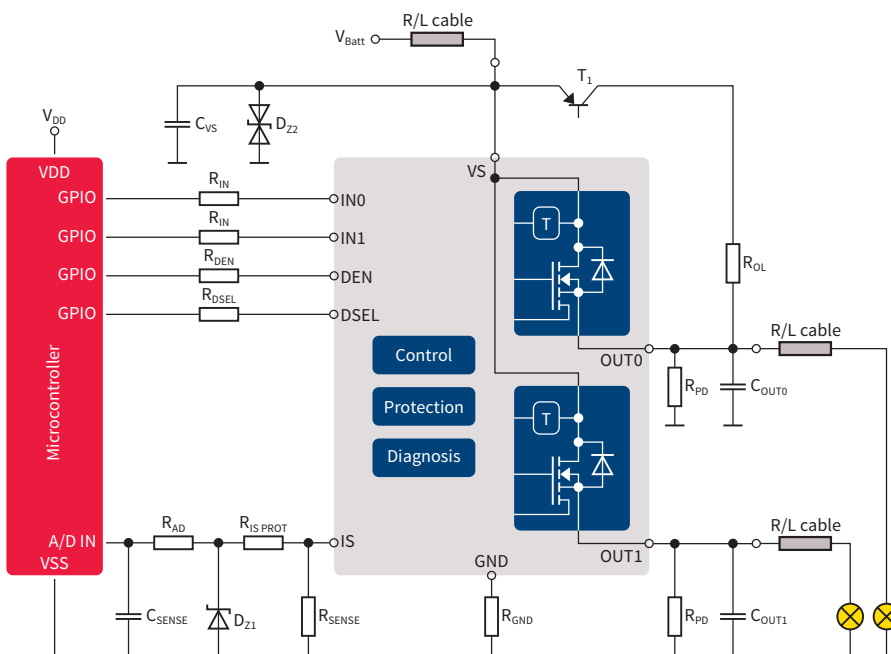 R/L cable
V_Batt
T_1
C_VS
D_Z2
V_DD
VDD
VS
GPIO
R_IN
IN0
T
GPIO
R_IN
IN1
GPIO
R_DEN
DEN
R_OL
GPIO
R_DSEL
DSEL
R/L cable
Microcontroller
Control
OUT0
R_PD
C_OUT0
Protection
T
Diagnosis
R_AD
R_IS PROT
R/L cable
A/D IN
IS
VSS
GND
OUT1
C_SENSE
D_Z1
R_SENSE
R_GND
R_PD
C_OUT1